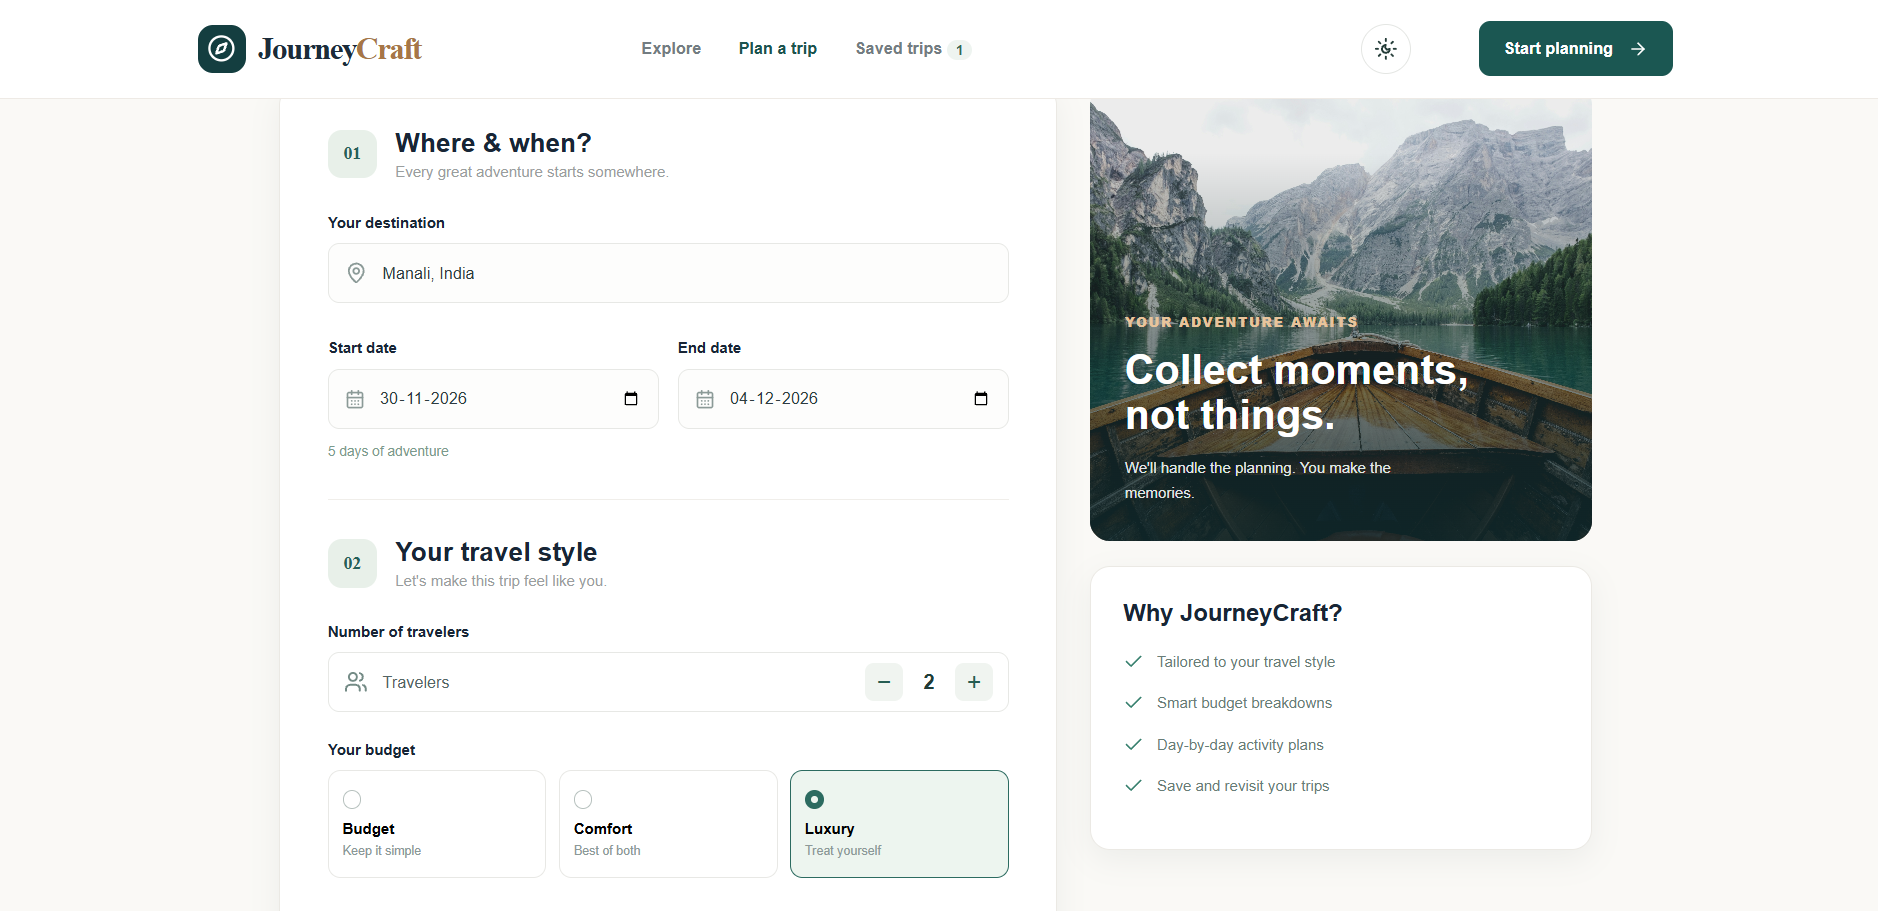 JourneyCraft
Explore
Plan a trip
Saved trips 1
Start planning
01
Where & when?
Every great adventure starts somewhere.
Your destination
Manali, India
Start date
End date
30-11-2026
04-12-2026
5 days of adventure
02
Your travel style
Let's make this trip feel like you.
Number of travelers
Travelers
− 2 +
Your budget
Budget
Keep it simple
Comfort
Best of both
Luxury
Treat yourself
YOUR ADVENTURE AWAITS
Collect moments,
not things.
We'll handle the planning. You make the
memories.
Why JourneyCraft?
Tailored to your travel style
Smart budget breakdowns
Day-by-day activity plans
Save and revisit your trips